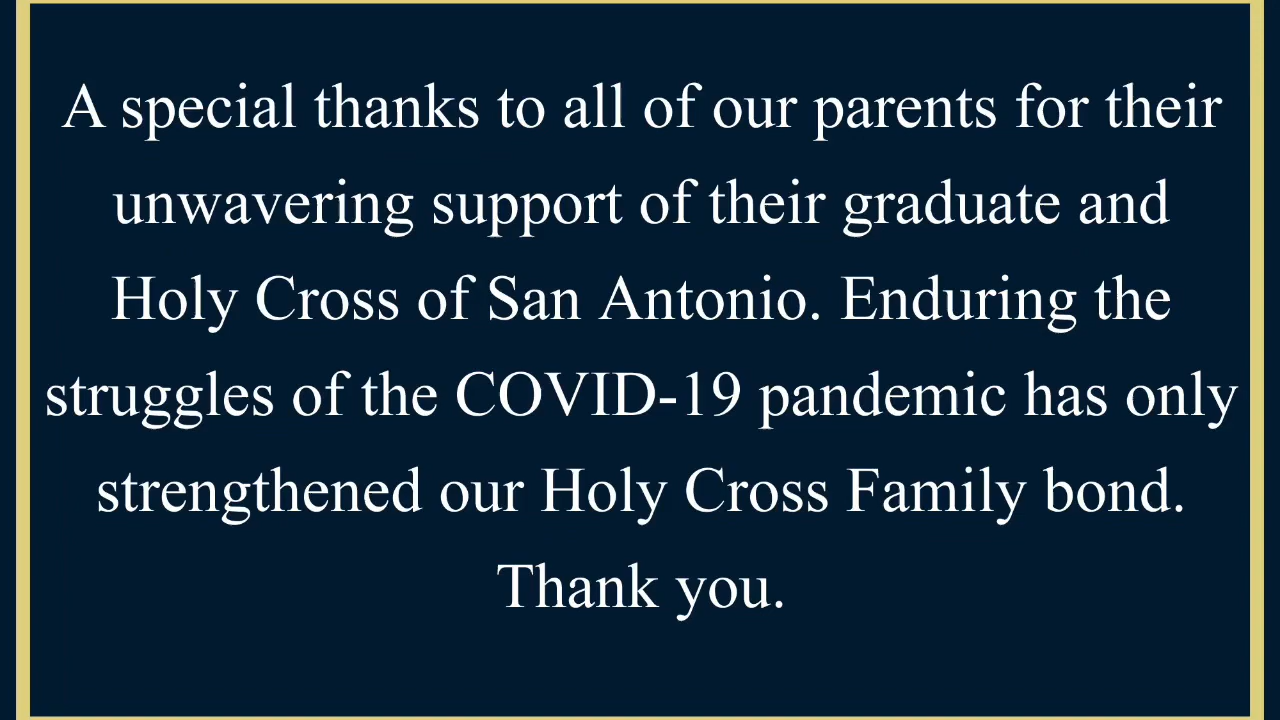 A special thanks to all of our parents for their
unwavering support of their graduate and
Holy Cross of San Antonio. Enduring the
struggles of the COVID-19 pandemic has only
strengthened our Holy Cross Family bond.
Thank you.